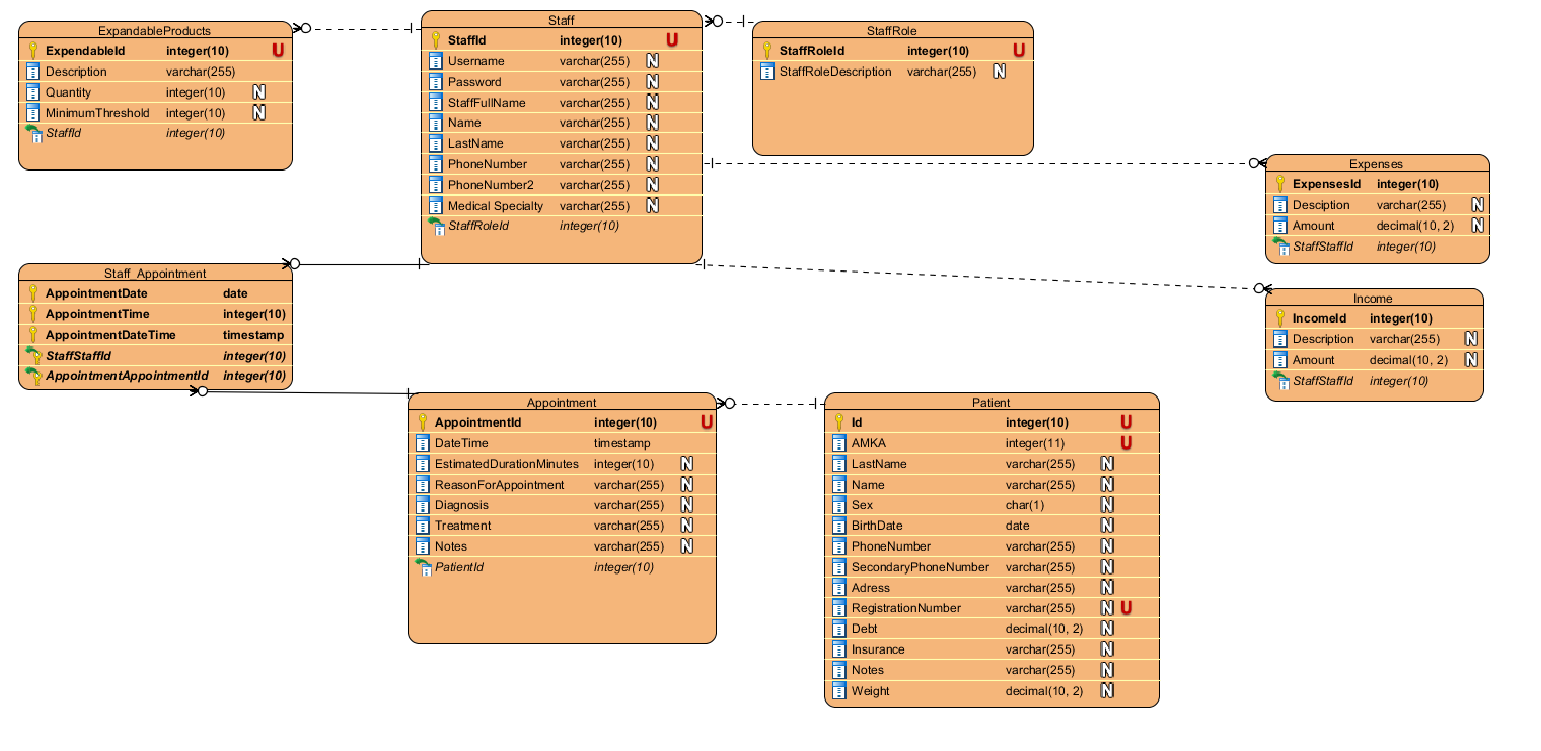 ExpandableProducts
ExpendableId integer(10) U
Description varchar(255)
Quantity integer(10) N
MinimumThreshold integer(10) N
StaffId integer(10)
Staff
StaffId integer(10) U
Username varchar(255) N
Password varchar(255) N
StaffFullName varchar(255) N
Name varchar(255) N
LastName varchar(255) N
PhoneNumber varchar(255) N
PhoneNumber2 varchar(255) N
Medical Specialty varchar(255) N
StaffRoleId integer(10)
StaffRole
StaffRoleId integer(10) U
StaffRoleDescription varchar(255) N
Expenses
ExpensesId integer(10)
Desciption varchar(255) N
Amount decimal(10, 2) N
StaffStaffId integer(10)
Staff_Appointment
AppointmentDate date
AppointmentTime integer(10)
AppointmentDateTime timestamp
StaffStaffId integer(10)
AppointmentAppointmentId integer(10)
Income
IncomeId integer(10)
Description varchar(255) N
Amount decimal(10, 2) N
StaffStaffId integer(10)
Appointment
AppointmentId integer(10) U
DateTime timestamp
EstimatedDurationMinutes integer(10) N
ReasonForAppointment varchar(255) N
Diagnosis varchar(255) N
Treatment varchar(255) N
Notes varchar(255) N
PatientId integer(10)
Patient
Id integer(10) U
AMKA integer(11) U
LastName varchar(255) N
Name varchar(255) N
Sex char(1) N
BirthDate date N
PhoneNumber varchar(255) N
SecondaryPhoneNumber varchar(255) N
Adress varchar(255) N
RegistrationNumber varchar(255) N U
Debt decimal(10, 2) N
Insurance varchar(255) N
Notes varchar(255) N
Weight decimal(10, 2) N